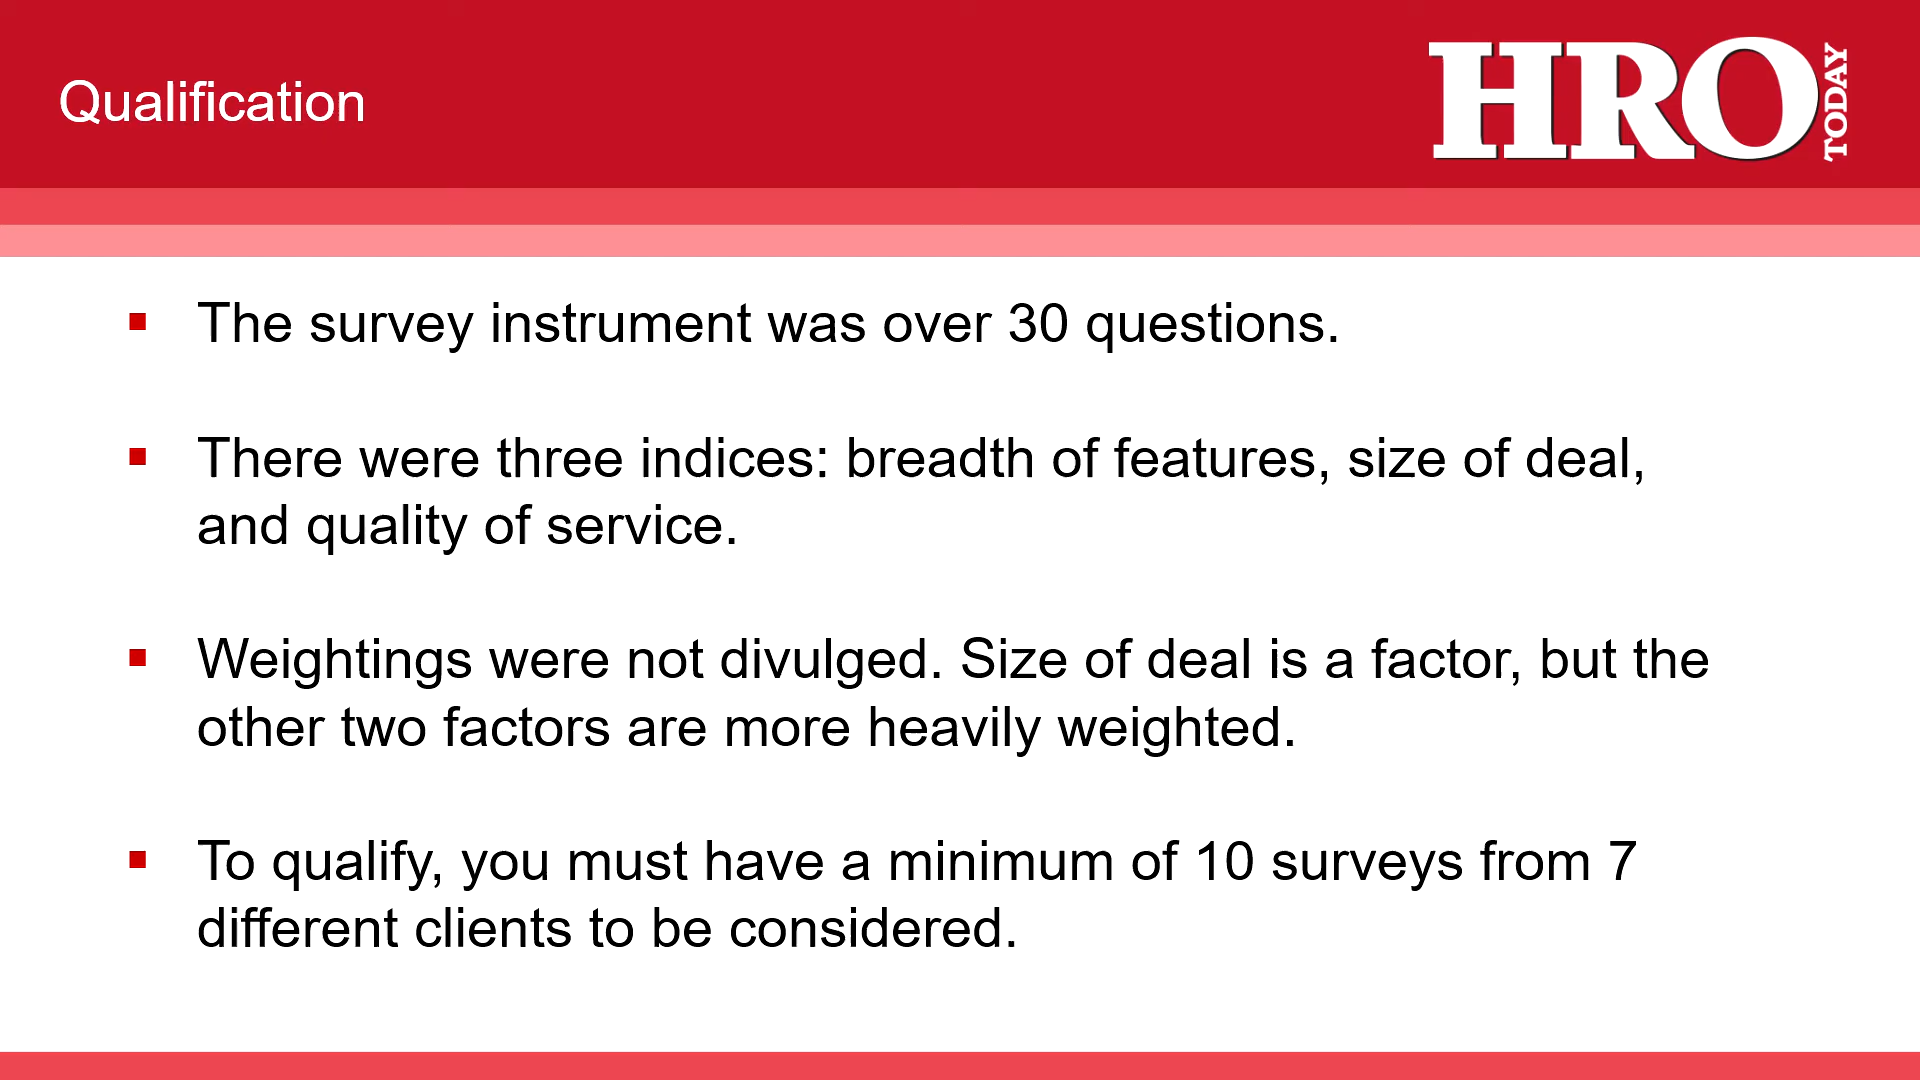 Qualification
HRO
TODAY
▪ The survey instrument was over 30 questions.
▪ There were three indices: breadth of features, size of deal,
and quality of service.
▪ Weightings were not divulged. Size of deal is a factor, but the
other two factors are more heavily weighted.
▪ To qualify, you must have a minimum of 10 surveys from 7
different clients to be considered.